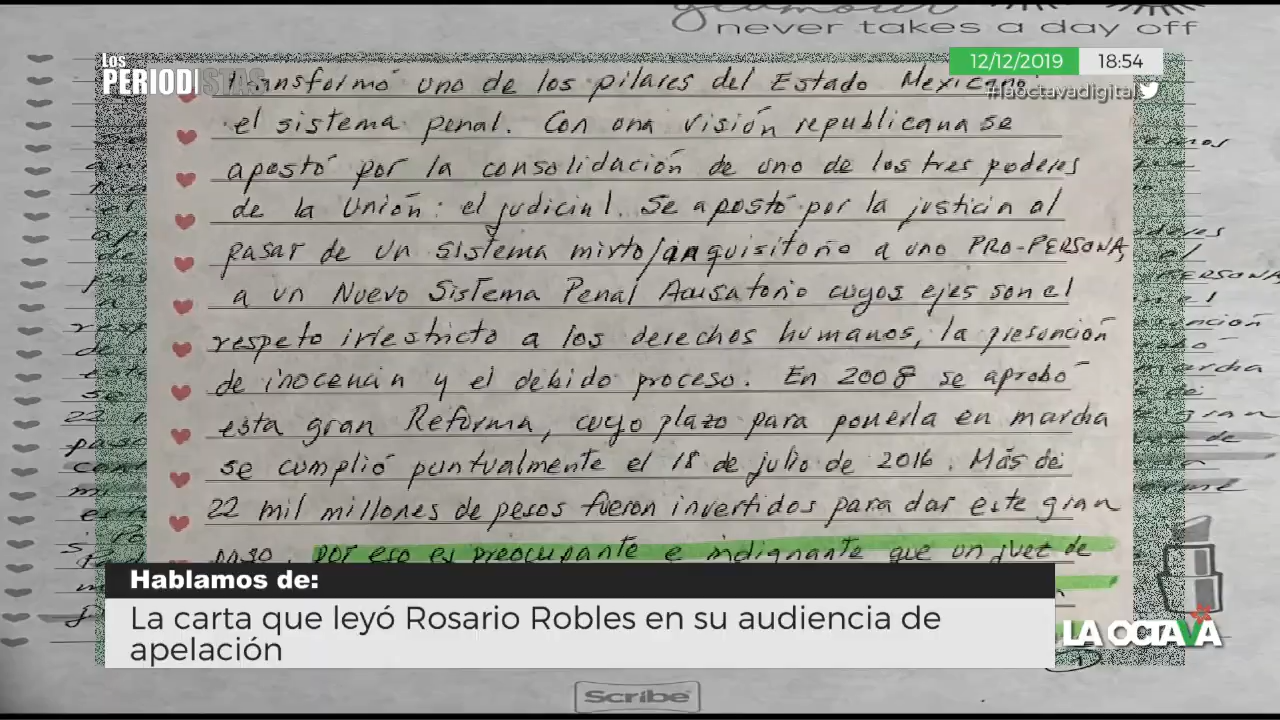 glamour
never takes a day off
Los
PERIODISTAS
12/12/2019 18:54
#laoctavadigital
transformó uno de los pilares del Estado Mexicano:
el sistema penal. Con una visión republicana se
apostó por la consolidación de uno de los tres poderes
de la Unión: el judicial. Se apostó por la justicia al
pasar de un sistema mixto/inquisitorio a uno PRO-PERSONA,
a un Nuevo Sistema Penal Acusatorio cuyos ejes son el
respeto irrestricto a los derechos humanos, la presunción
de inocencia y el debido proceso. En 2008 se aprobó
esta gran Reforma, cuyo plazo para ponerla en marcha
se cumplió puntualmente el 18 de julio de 2016. Más de
22 mil millones de pesos fueron invertidos para dar este gran
paso. Por eso es preocupante e indignante que un juez de
Hablamos de:
La carta que leyó Rosario Robles en su audiencia de
apelación
LA OCTAVA
Scribe